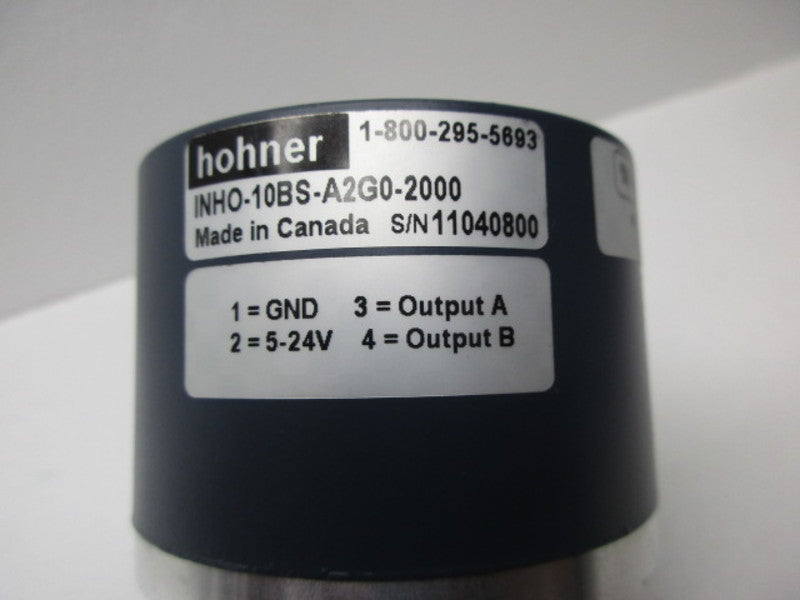 hohner 1-800-295-5693
INHO-10BS-A2G0-2000
Made in Canada S/N 11040800
1 = GND 3 = Output A
2 = 5-24V 4 = Output B